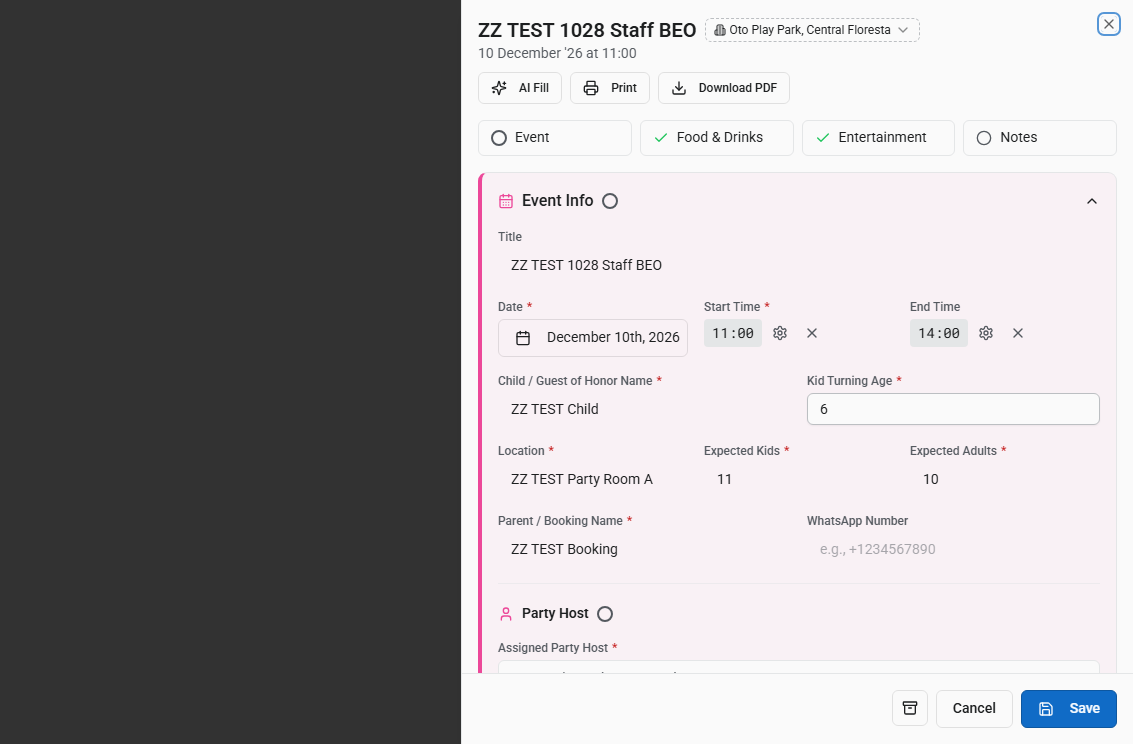 ZZ TEST 1028 Staff BEO
Oto Play Park, Central Floresta
10 December '26 at 11:00
AI Fill
Print
Download PDF
Event
Food & Drinks
Entertainment
Notes
Event Info
Title
ZZ TEST 1028 Staff BEO
Date *
Start Time *
End Time
December 10th, 2026
11:00
14:00
Child / Guest of Honor Name *
Kid Turning Age *
ZZ TEST Child
6
Location *
Expected Kids *
Expected Adults *
ZZ TEST Party Room A
11
10
Parent / Booking Name *
WhatsApp Number
ZZ TEST Booking
e.g., +1234567890
Party Host
Assigned Party Host *
Cancel
Save